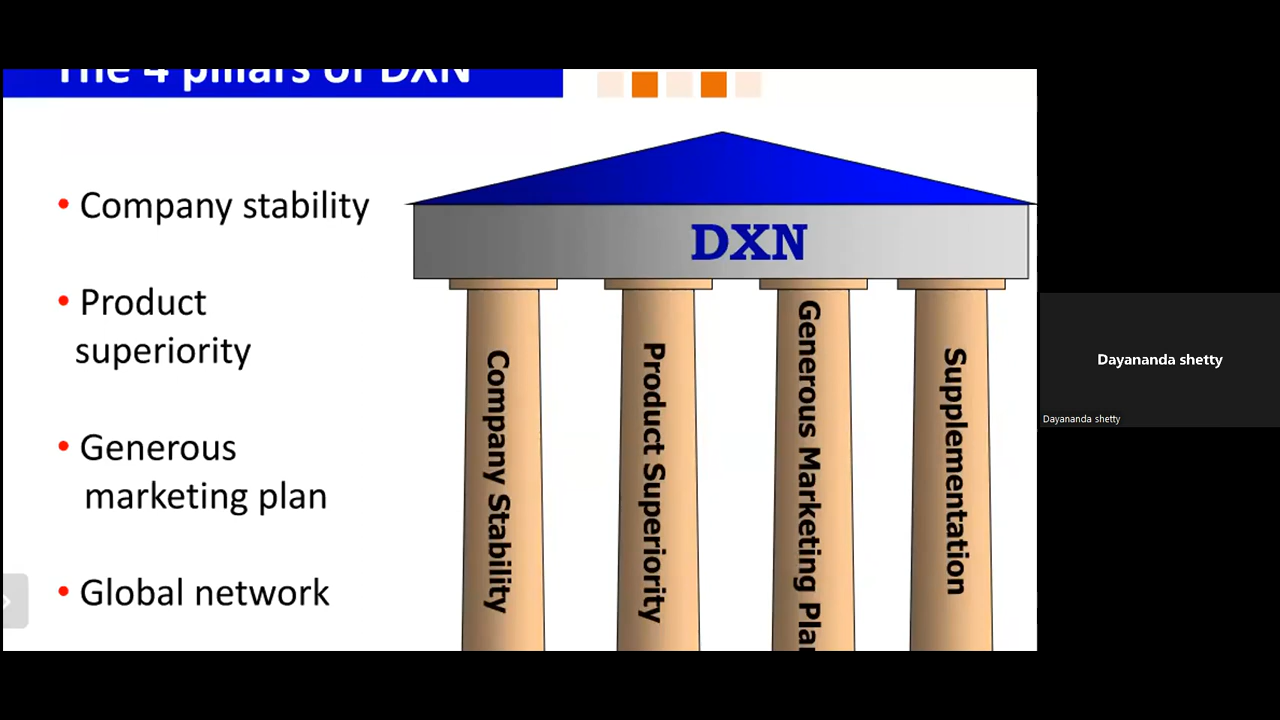 The 4 pillars of DXN
• Company stability
• Product
superiority
• Generous
marketing plan
• Global network
DXN
Company Stability
Product Superiority
Generous Marketing Plan
Supplementation
Dayananda shetty
Dayananda shetty